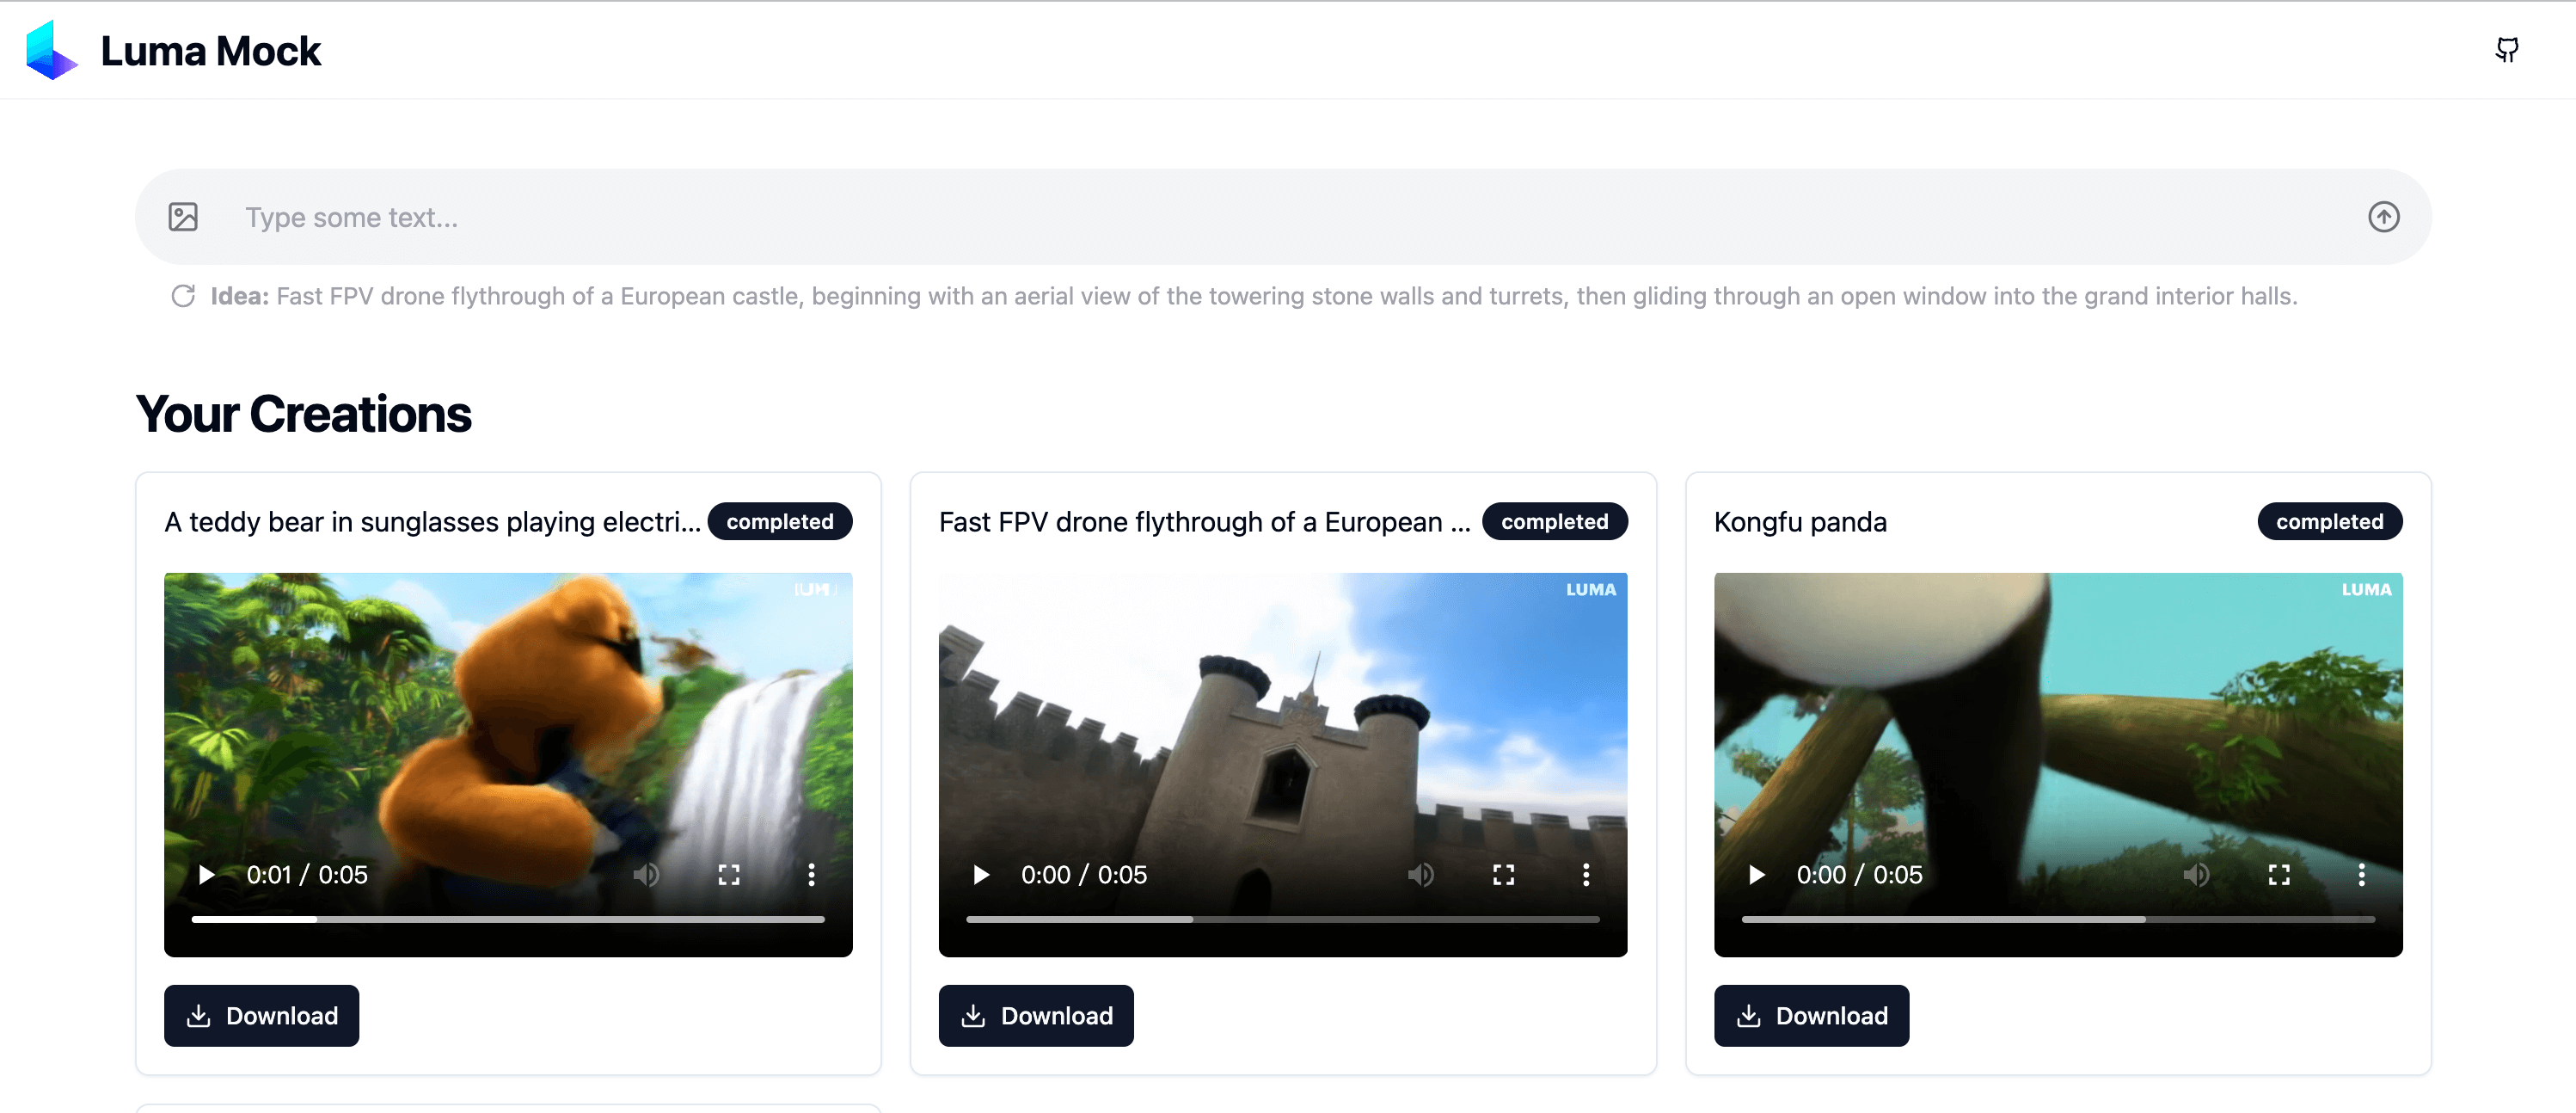 Luma Mock
Type some text...
Idea: Fast FPV drone flythrough of a European castle, beginning with an aerial view of the towering stone walls and turrets, then gliding through an open window into the grand interior halls.
Your Creations
A teddy bear in sunglasses playing electri... completed
Fast FPV drone flythrough of a European ... completed
Kongfu panda completed
LUMA
LUMA
0:01 / 0:05
0:00 / 0:05
0:00 / 0:05
Download
Download
Download